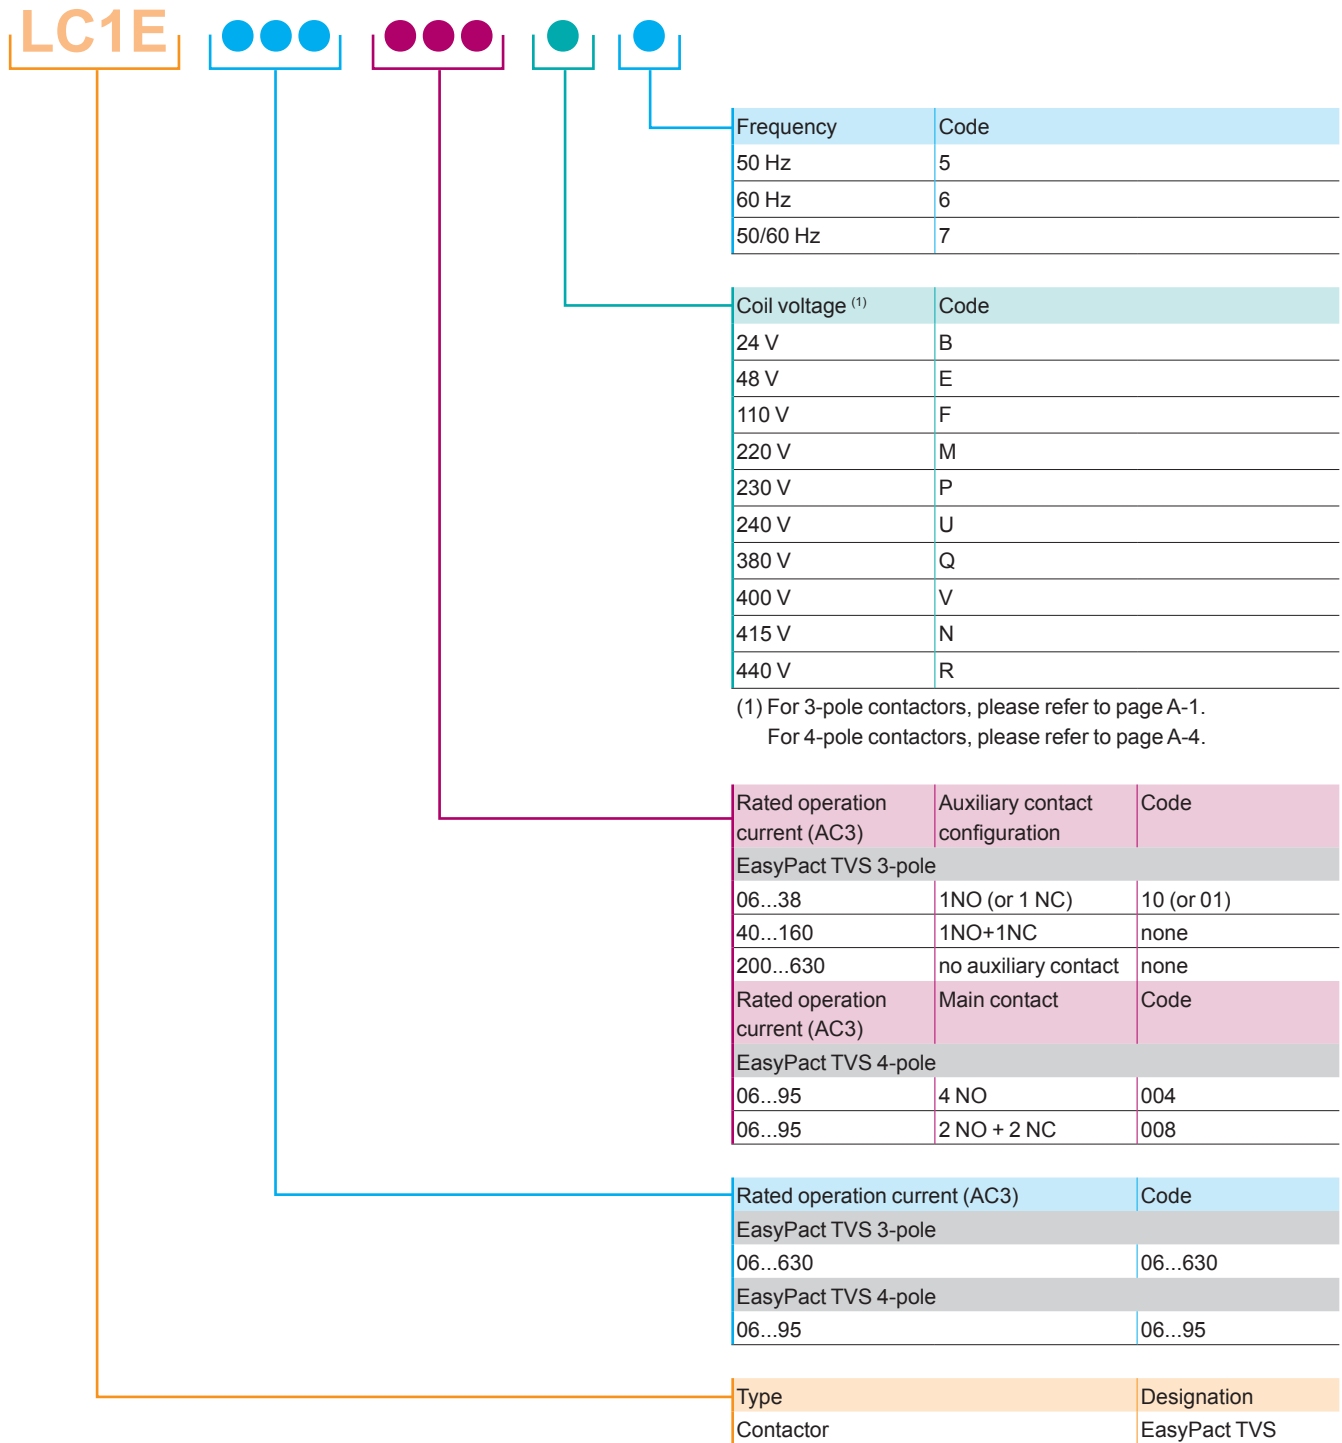 LC1E
Frequency Code
50 Hz 5
60 Hz 6
50/60 Hz 7
Coil voltage (1) Code
24 V B
48 V E
110 V F
220 V M
230 V P
240 V U
380 V Q
400 V V
415 V N
440 V R
(1) For 3-pole contactors, please refer to page A-1.
For 4-pole contactors, please refer to page A-4.
Rated operation Auxiliary contact Code
current (AC3) configuration
EasyPact TVS 3-pole
06...38 1NO (or 1 NC) 10 (or 01)
40...160 1NO+1NC none
200...630 no auxiliary contact none
Rated operation Main contact Code
current (AC3)
EasyPact TVS 4-pole
06...95 4 NO 004
06...95 2 NO + 2 NC 008
Rated operation current (AC3) Code
EasyPact TVS 3-pole
06...630 06...630
EasyPact TVS 4-pole
06...95 06...95
Type Designation
Contactor EasyPact TVS